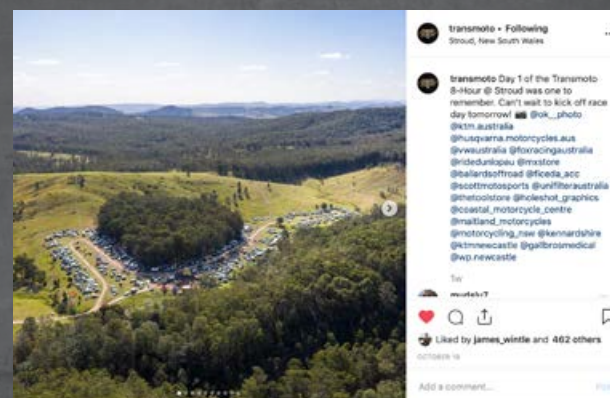 transmoto • Following
Stroud, New South Wales
transmoto Day 1 of the Transmoto
8-Hour @ Stroud was one to
remember. Can't wait to kick off race
day tomorrow! 📸 @ok__photo
@ktm.australia
@husqvarna.motorcycles.aus
@vwaustralia @foxracingaustralia
@ridedunlopau @mxstore
@ballardsoffroad @ficeda_acc
@scottmotosports @unifilteraustralia
@thetoolstore @holeshot_graphics
@coastal_motorcycle_centre
@maitland_motorcycles
@motorcycling_nsw @kennardshire
@ktmnewcastle @gallbrosmedical
@wp.newcastle
1w
Liked by james_wintle and 462 others
OCTOBER 19
Add a comment...